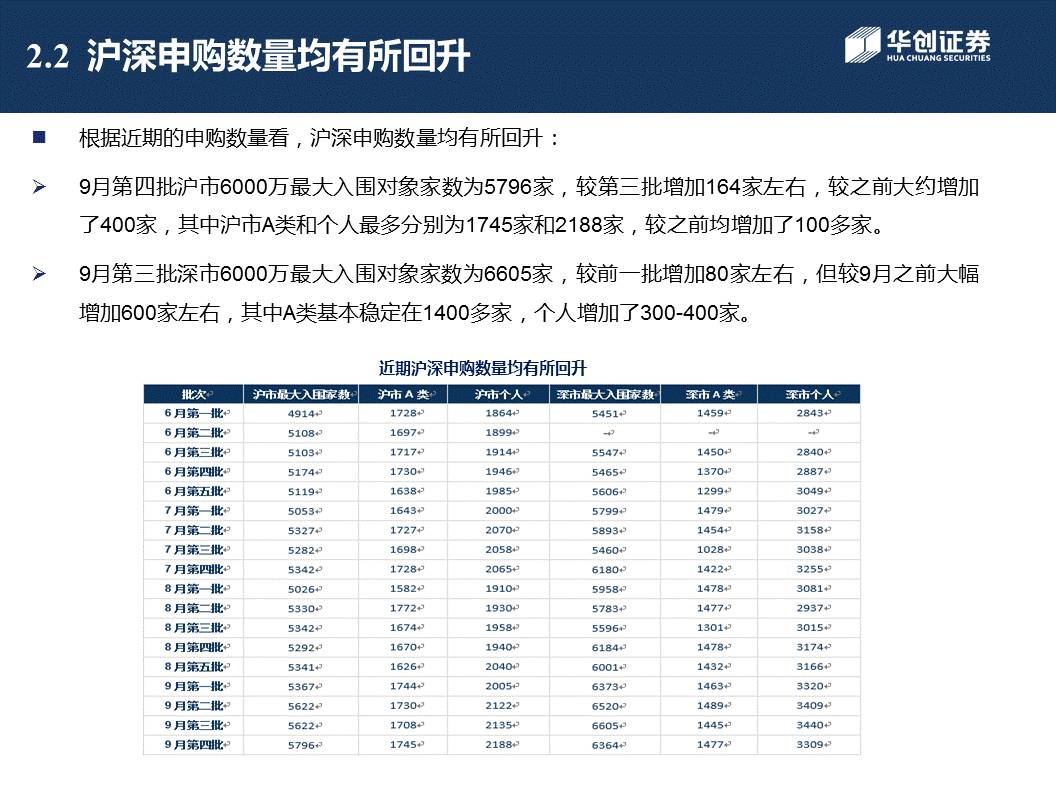 2.2 沪深申购数量均有所回升
华创证券
HUA CHUANG SECURITIES
■ 根据近期的申购数量看，沪深申购数量均有所回升：
➢ 9月第四批沪市6000万最大入围对象家数为5796家，较第三批增加164家左右，较之前大约增加
了400家，其中沪市A类和个人最多分别为1745家和2188家，较之前均增加了100多家。
➢ 9月第三批深市6000万最大入围对象家数为6605家，较前一批增加80家左右，但较9月之前大幅
增加600家左右，其中A类基本稳定在1400多家，个人增加了300-400家。
近期沪深申购数量均有所回升
批次↵ 沪市最大入围家数↵ 沪市 A 类↵ 沪市个人↵ 深市最大入围家数↵ 深市 A 类↵ 深市个人↵
6 月第一批↵ 4914↵ 1728↵ 1864↵ 5451↵ 1459↵ 2843↵
6 月第二批↵ 5108↵ 1697↵ 1899↵ -↵ -↵ -↵
6 月第三批↵ 5103↵ 1717↵ 1914↵ 5547↵ 1450↵ 2840↵
6 月第四批↵ 5174↵ 1730↵ 1946↵ 5465↵ 1370↵ 2887↵
6 月第五批↵ 5119↵ 1638↵ 1985↵ 5606↵ 1299↵ 3049↵
7 月第一批↵ 5053↵ 1643↵ 2000↵ 5799↵ 1479↵ 3027↵
7 月第二批↵ 5327↵ 1727↵ 2070↵ 5893↵ 1454↵ 3158↵
7 月第三批↵ 5282↵ 1698↵ 2058↵ 5460↵ 1028↵ 3038↵
7 月第四批↵ 5342↵ 1728↵ 2065↵ 6180↵ 1422↵ 3255↵
8 月第一批↵ 5026↵ 1582↵ 1910↵ 5958↵ 1478↵ 3081↵
8 月第二批↵ 5330↵ 1772↵ 1930↵ 5783↵ 1477↵ 2937↵
8 月第三批↵ 5342↵ 1674↵ 1958↵ 5596↵ 1301↵ 3015↵
8 月第四批↵ 5292↵ 1670↵ 1940↵ 6184↵ 1478↵ 3174↵
8 月第五批↵ 5341↵ 1626↵ 2040↵ 6001↵ 1432↵ 3166↵
9 月第一批↵ 5367↵ 1744↵ 2005↵ 6373↵ 1463↵ 3320↵
9 月第二批↵ 5622↵ 1730↵ 2122↵ 6520↵ 1489↵ 3409↵
9 月第三批↵ 5622↵ 1708↵ 2135↵ 6605↵ 1445↵ 3440↵
9 月第四批↵ 5796↵ 1745↵ 2188↵ 6364↵ 1477↵ 3309↵